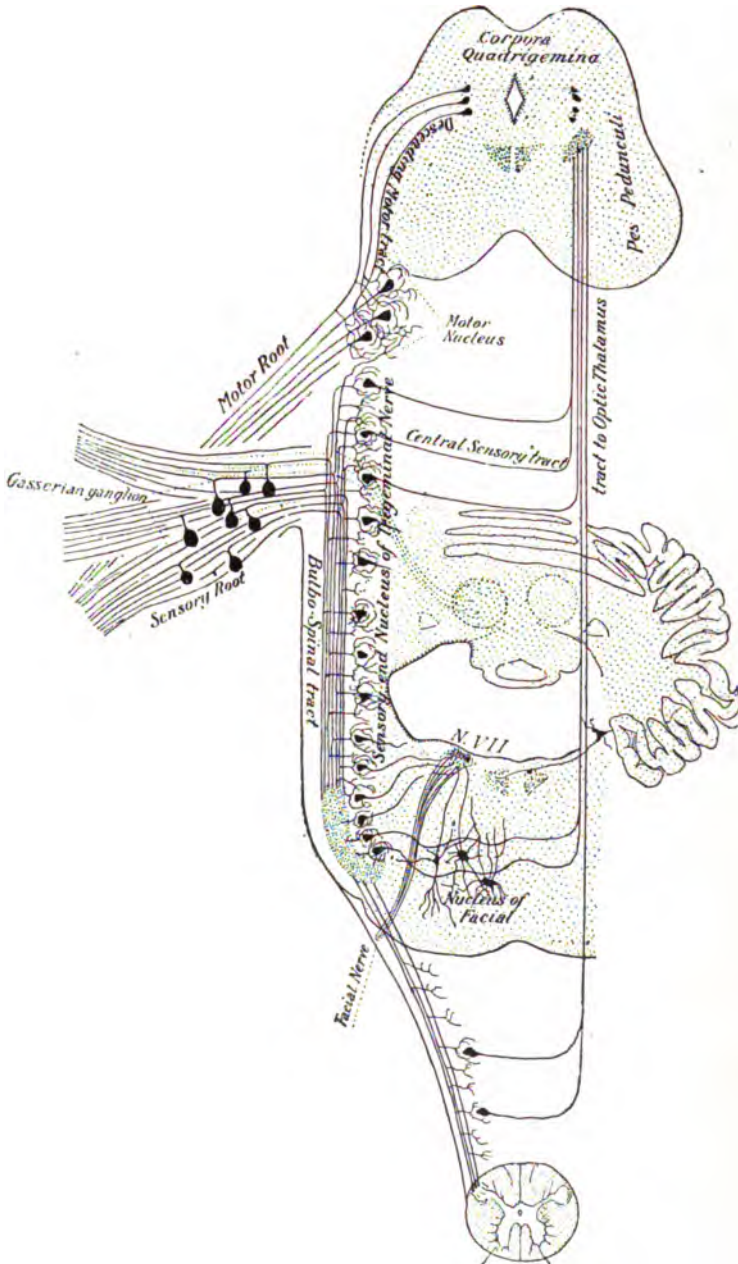 Corpora
Quadrigemina
Descending Motor tract
Pes Pedunculi
Motor
Nucleus
Motor Root
tract to Optic Thalamus
Central Sensory tract
Gasserian ganglion
Sensory end Nucleus of Trigeminal Nerve
Sensory Root
Bulbo-Spinal tract
N.VII
Nucleus of
Facial
Facial Nerve